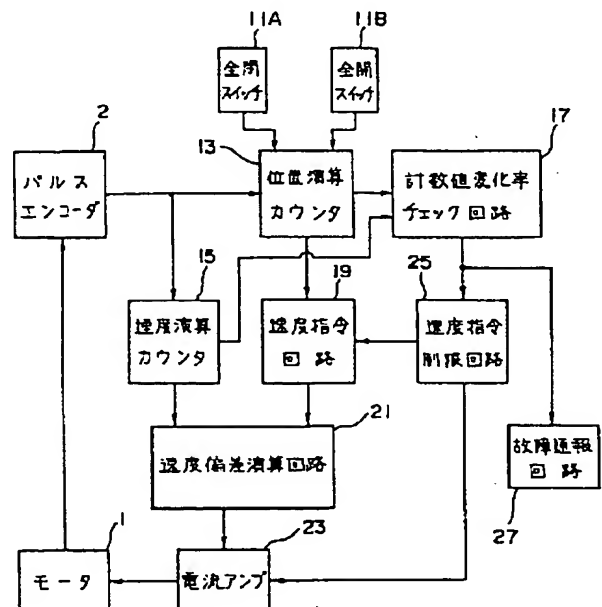 11A
11B
全閉
スイッチ
全開
スイッチ
2
13
17
パルス
エンコーダ
位置演算
カウンタ
計数値変化率
チェック回路
15
19
25
速度演算
カウンタ
速度指令
回路
速度指令
制限回路
21
速度偏差演算回路
故障通報
回路
27
1
23
モータ
電流アンプ